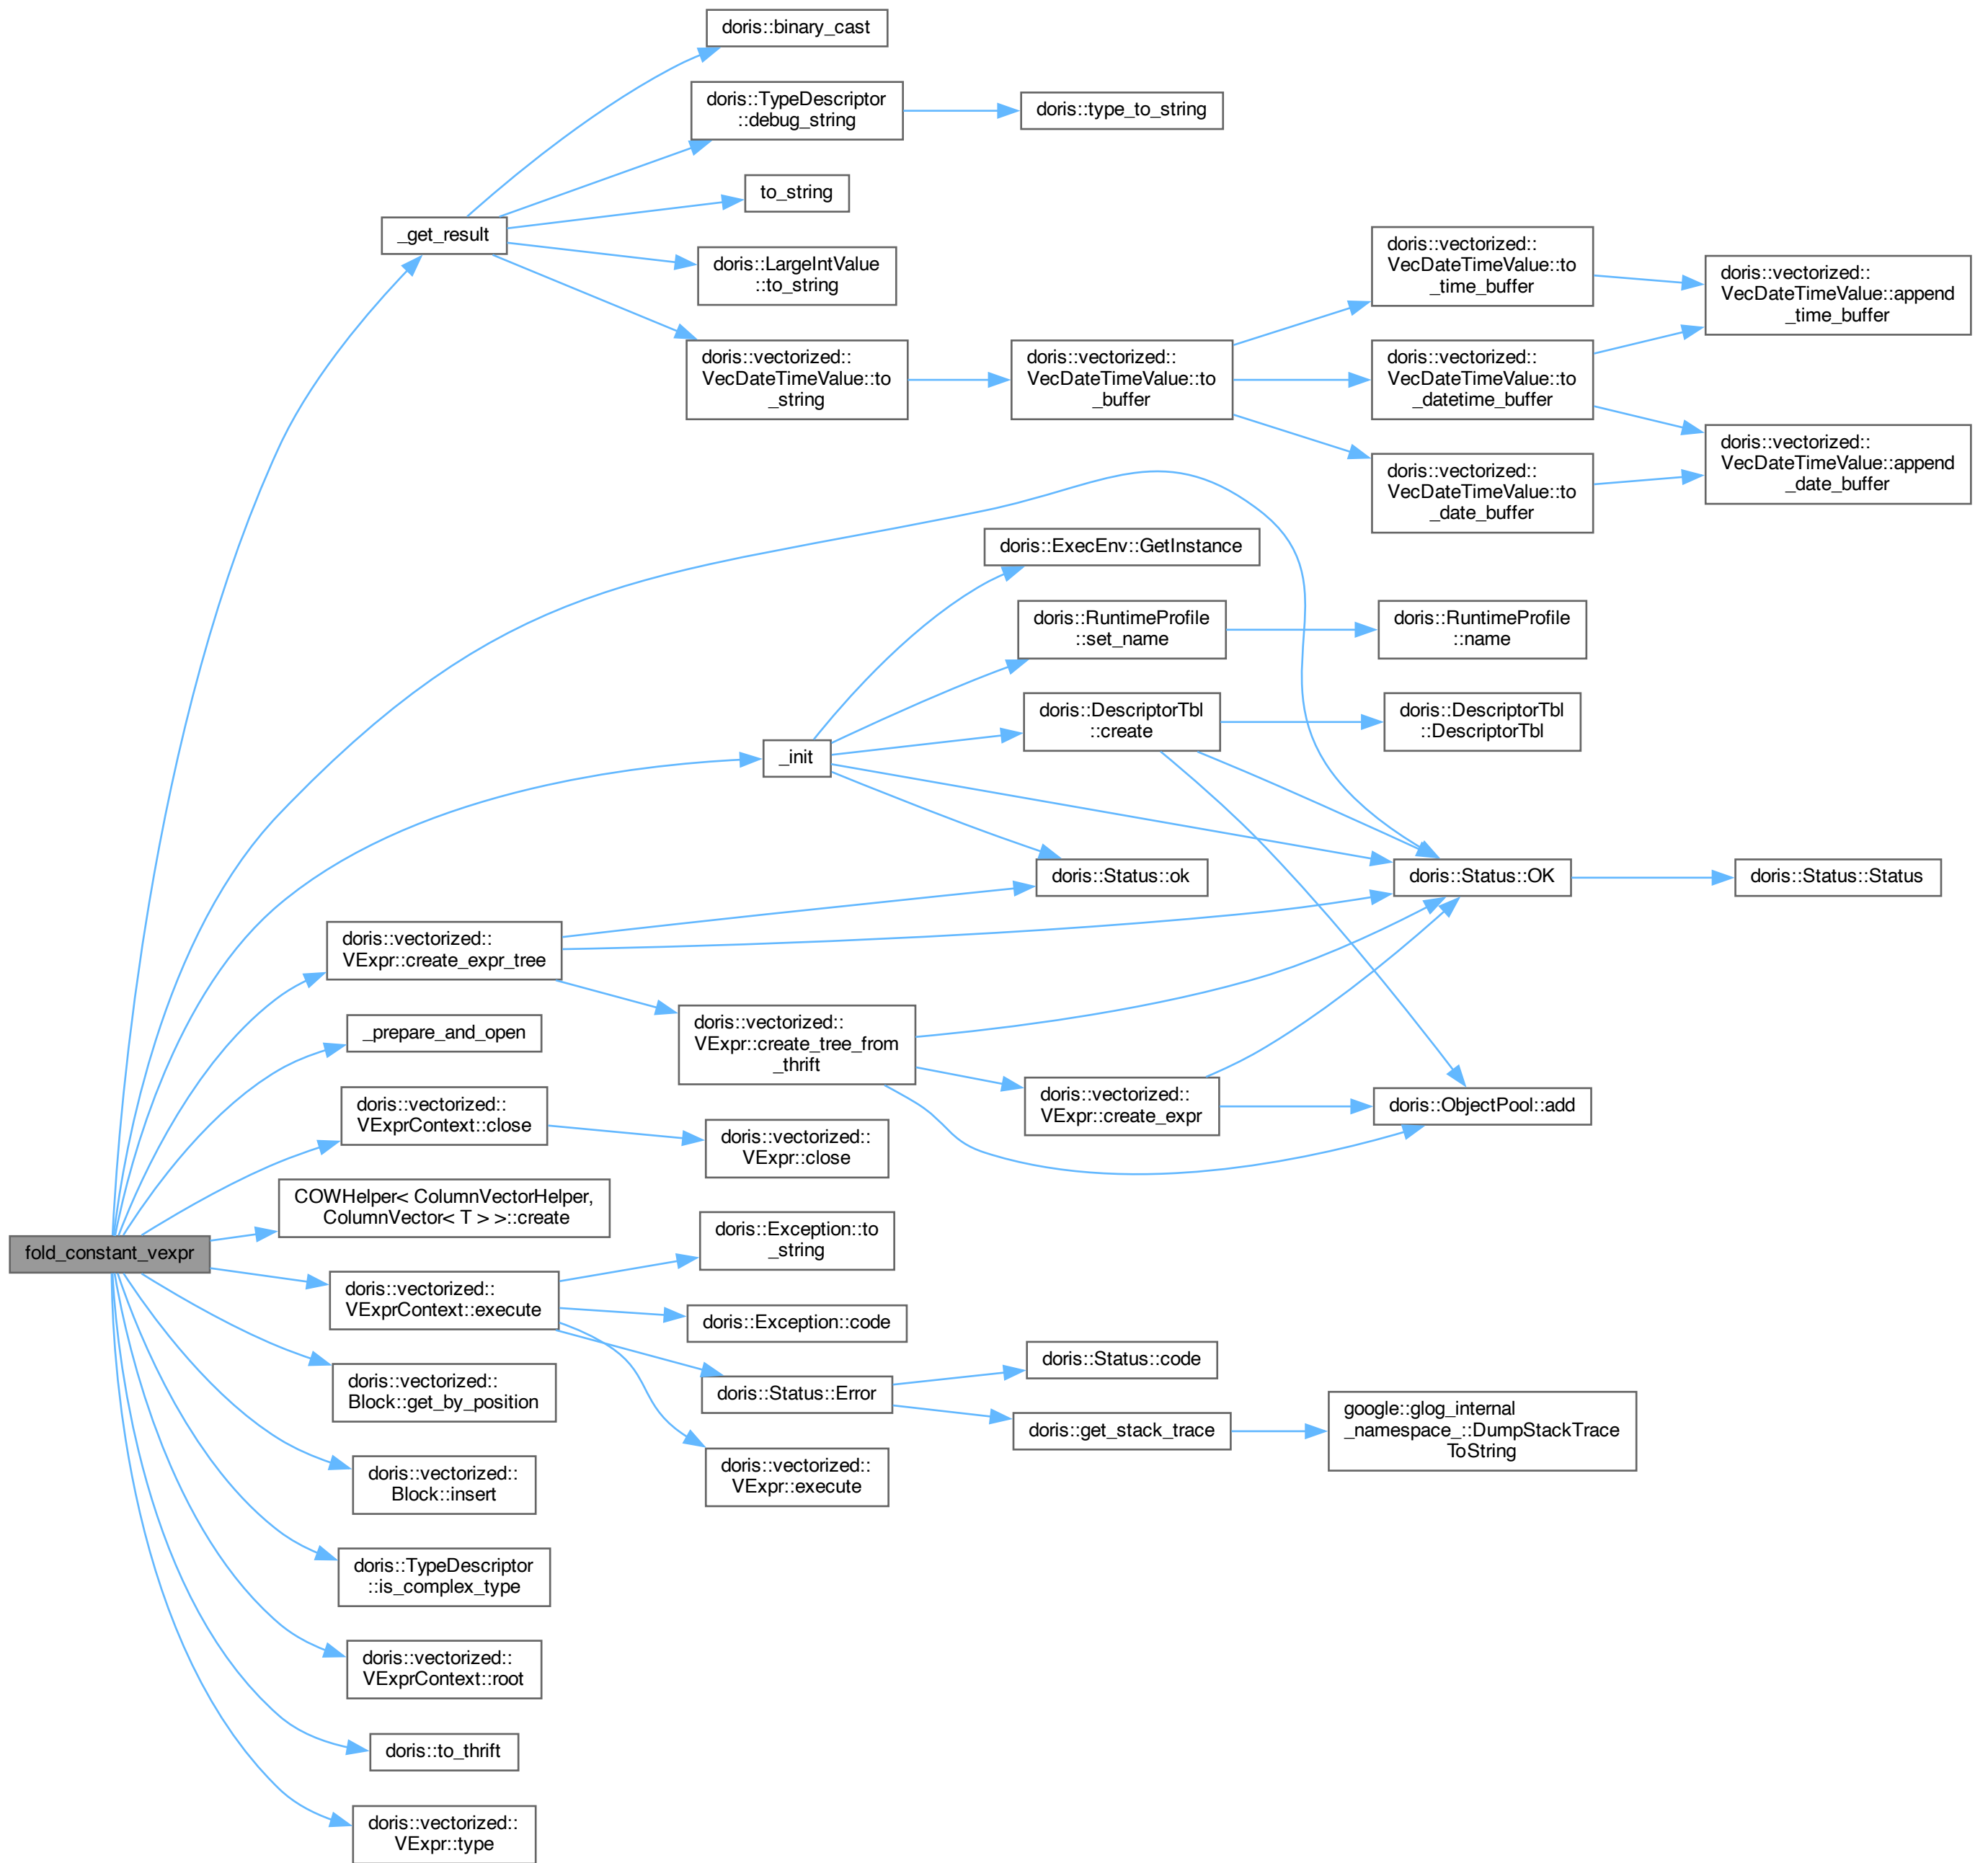 doris::binary_cast
doris::TypeDescriptor
::debug_string
doris::type_to_string
to_string
_get_result
doris::LargeIntValue
::to_string
doris::vectorized::
VecDateTimeValue::to
_time_buffer
doris::vectorized::
VecDateTimeValue::append
_time_buffer
doris::vectorized::
VecDateTimeValue::to
_string
doris::vectorized::
VecDateTimeValue::to
_buffer
doris::vectorized::
VecDateTimeValue::to
_datetime_buffer
doris::vectorized::
VecDateTimeValue::append
_date_buffer
doris::vectorized::
VecDateTimeValue::to
_date_buffer
doris::ExecEnv::GetInstance
doris::RuntimeProfile
::set_name
doris::RuntimeProfile
::name
doris::DescriptorTbl
::create
doris::DescriptorTbl
::DescriptorTbl
_init
doris::Status::ok
doris::Status::OK
doris::Status::Status
doris::vectorized::
VExpr::create_expr_tree
_prepare_and_open
doris::vectorized::
VExpr::create_tree_from
_thrift
doris::vectorized::
VExpr::create_expr
doris::ObjectPool::add
doris::vectorized::
VExprContext::close
doris::vectorized::
VExpr::close
COWHelper< ColumnVectorHelper,
ColumnVector< T > >::create
fold_constant_vexpr
doris::vectorized::
VExprContext::execute
doris::Exception::to
_string
doris::Exception::code
doris::Status::Error
doris::Status::code
doris::get_stack_trace
google::glog_internal
_namespace_::DumpStackTrace
ToString
doris::vectorized::
VExpr::execute
doris::vectorized::
Block::get_by_position
doris::vectorized::
Block::insert
doris::TypeDescriptor
::is_complex_type
doris::vectorized::
VExprContext::root
doris::to_thrift
doris::vectorized::
VExpr::type